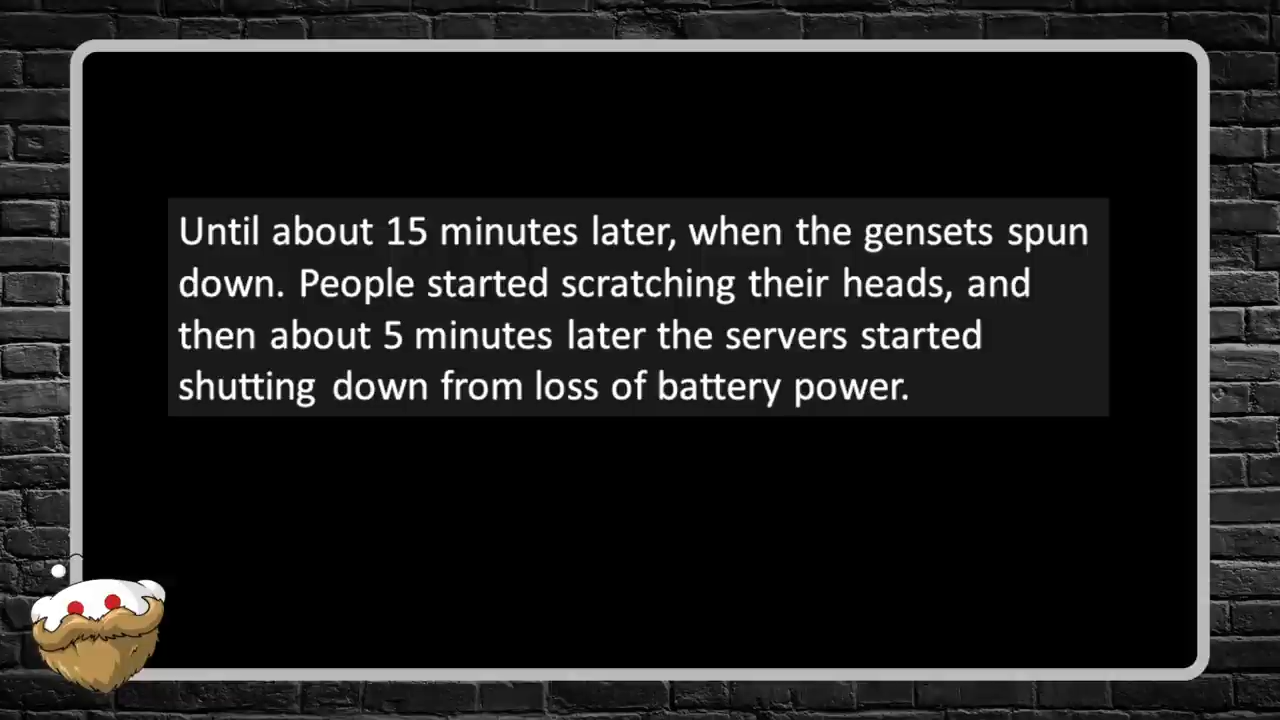 Until about 15 minutes later, when the gensets spun
down. People started scratching their heads, and
then about 5 minutes later the servers started
shutting down from loss of battery power.